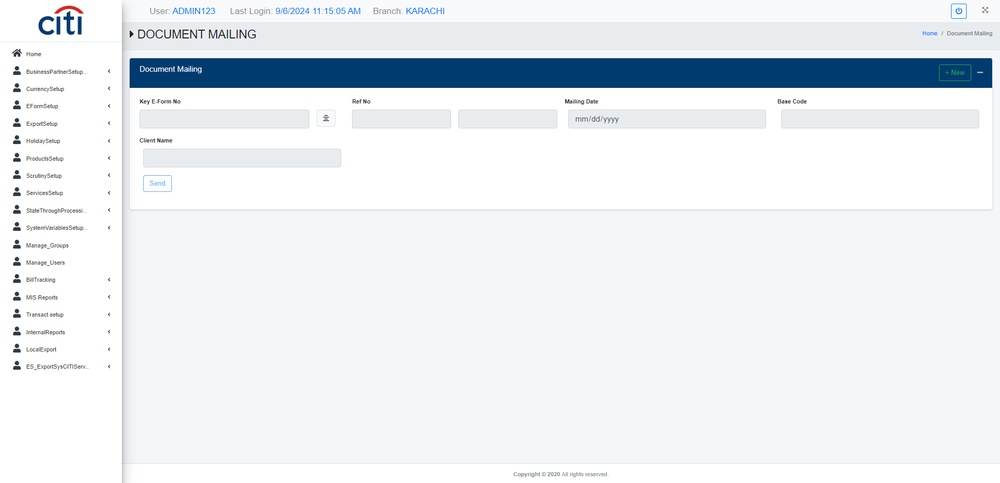 citi
User: ADMIN123 Last Login: 9/6/2024 11:15:05 AM Branch: KARACHI
DOCUMENT MAILING
Home / Document Mailing
Home
BusinessPartnerSetup...
CurrencySetup
EFormSetup
ExportSetup
HolidaySetup
ProductsSetup
ScrutinySetup
ServicesSetup
StateThroughProcessi...
SystemVariablesSetup...
Manage_Groups
Manage_Users
BillTracking
MIS Reports
Transact setup
InternalReports
LocalExport
ES_ExportSysCITIServ...
Document Mailing
+ New
Key E-Form No Ref No Mailing Date Base Code
mm/dd/yyyy
Client Name
Send
Copyright © 2020 All rights reserved.